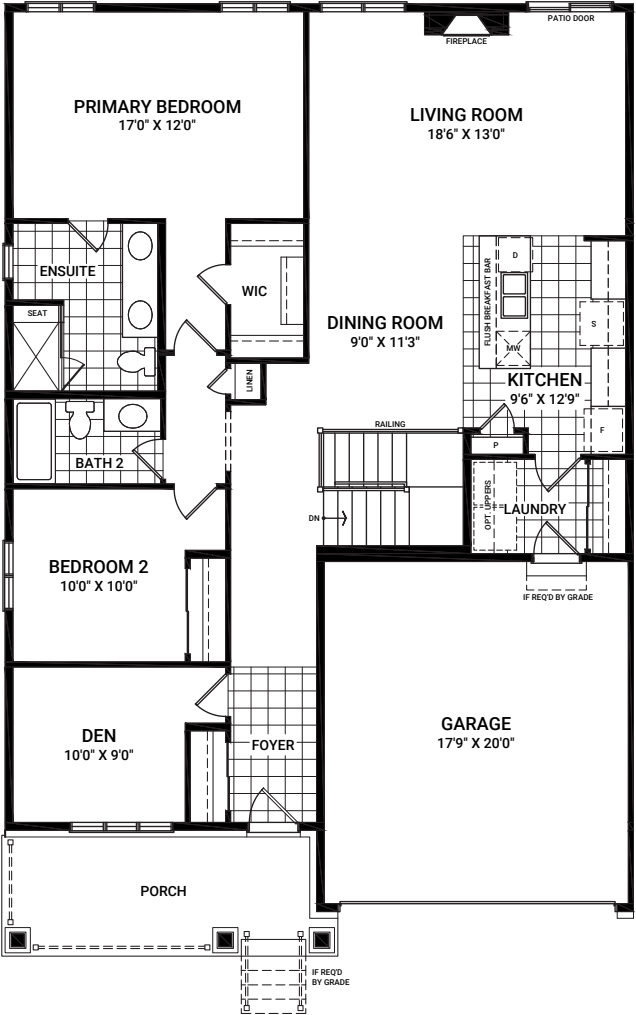 PATIO DOOR
FIREPLACE
PRIMARY BEDROOM
17'0" X 12'0"
LIVING ROOM
18'6" X 13'0"
ENSUITE
SEAT
WIC
D
FLUSH BREAKFAST BAR
S
MW
DINING ROOM
9'0" X 11'3"
LINEN
KITCHEN
9'6" X 12'9"
RAILING
F
P
BATH 2
OPT. UPPERS
LAUNDRY
DN
BEDROOM 2
10'0" X 10'0"
IF REQ'D BY GRADE
DEN
10'0" X 9'0"
FOYER
GARAGE
17'9" X 20'0"
PORCH
IF REQ'D
BY GRADE